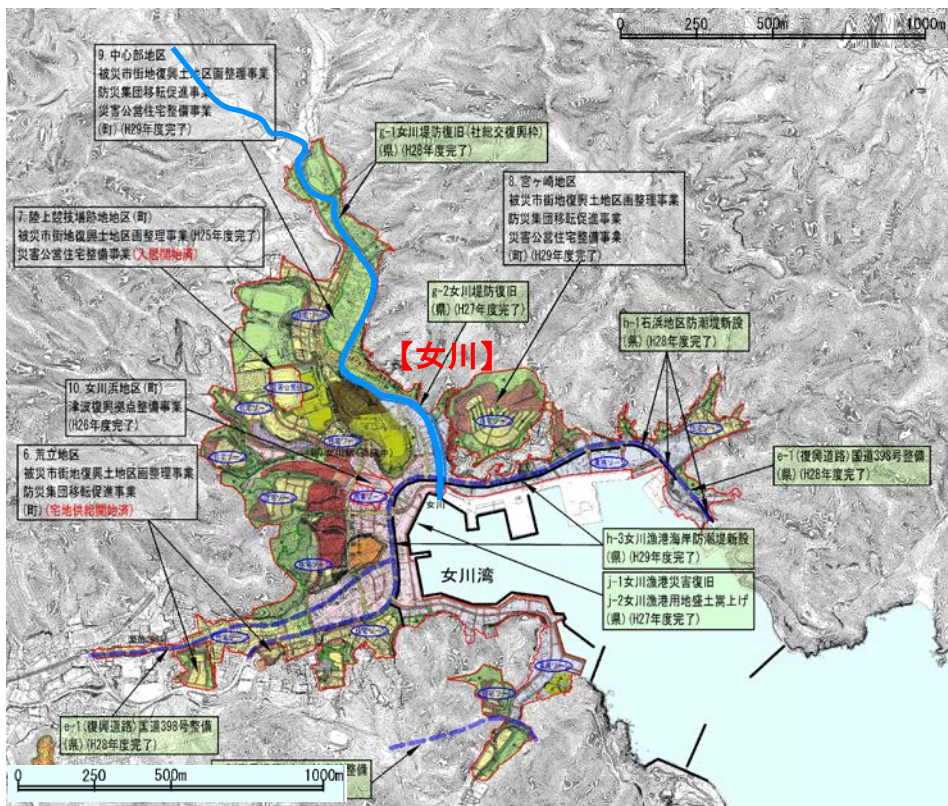 0 250 500m 1000m
9. 中心部地区
被災市街地復興土地区画整理事業
防災集団移転促進事業
災害公営住宅整備事業
(町)(H29年度完了)
g-1女川堤防復旧(社総交復興枠)
(県)(H28年度完了)
8. 宮ヶ崎地区
被災市街地復興土地区画整理事業
防災集団移転促進事業
災害公営住宅整備事業
(町)(H29年度完了)
7. 陸上競技場跡地地区(町)
被災市街地復興土地区画整理事業(H25年度完了)
災害公営住宅整備事業(入居開始済)
g-2女川堤防復旧
(県)(H27年度完了)
h-1石浜地区防潮堤新設
(県)(H28年度完了)
【女川】
10. 女川浜地区(町)
津波復興拠点整備事業
(H26年度完了)
6. 荒立地区
被災市街地復興土地区画整理事業
防災集団移転促進事業
(町)(宅地供給開始済)
e-1(復興道路)国道398号整備
(県)(H28年度完了)
女川
h-3女川漁港海岸防潮堤新設
(県)(H29年度完了)
女川湾
j-1女川漁港災害復旧
j-2女川漁港用地盛土嵩上げ
(県)(H27年度完了)
e-1(復興道路)国道398号整備
(県)(H28年度完了)
整備
0 250 500m 1000m